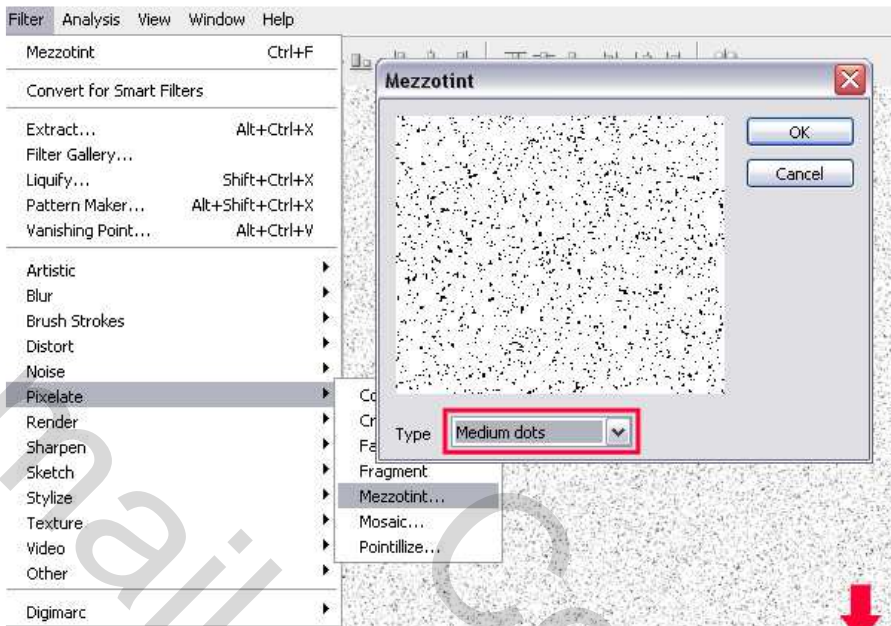 Filter Analysis View Window Help
Mezzotint Ctrl+F
Convert for Smart Filters
Extract... Alt+Ctrl+X
Filter Gallery...
Liquify... Shift+Ctrl+X
Pattern Maker... Alt+Shift+Ctrl+X
Vanishing Point... Alt+Ctrl+V
Artistic
Blur
Brush Strokes
Distort
Noise
Pixelate
Render
Sharpen
Sketch
Stylize
Texture
Video
Other
Digimarc
Fragment
Mezzotint...
Mosaic...
Pointillize...
Mezzotint
OK
Cancel
Type Medium dots